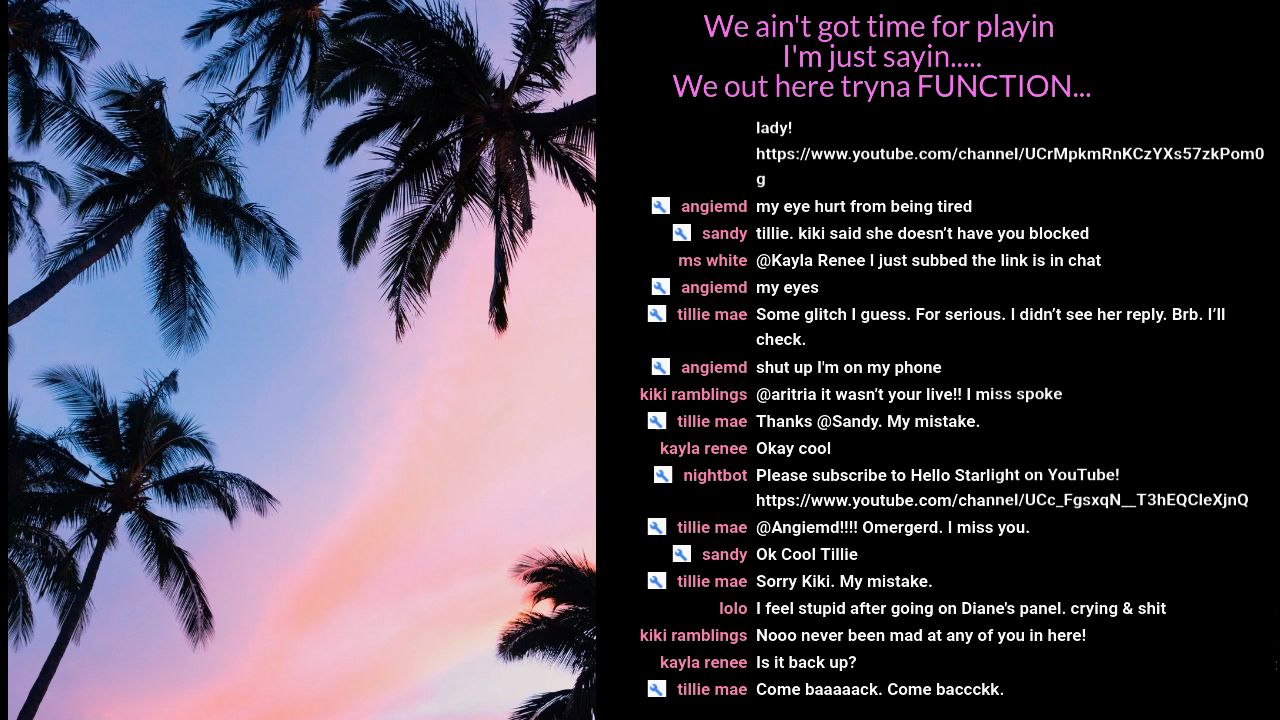 We ain't got time for playin
I'm just sayin.....
We out here tryna FUNCTION...
lady!
https://www.youtube.com/channel/UCrMpkmRnKCzYXs57zkPom0
g
angiemd my eye hurt from being tired
sandy tillie. kiki said she doesn’t have you blocked
ms white @Kayla Renee I just subbed the link is in chat
angiemd my eyes
tillie mae Some glitch I guess. For serious. I didn’t see her reply. Brb. I’ll
check.
angiemd shut up I'm on my phone
kiki ramblings @aritria it wasn’t your live!! I miss spoke
tillie mae Thanks @Sandy. My mistake.
kayla renee Okay cool
nightbot Please subscribe to Hello Starlight on YouTube!
https://www.youtube.com/channel/UCc_FgsxqN__T3hEQCIeXjnQ
tillie mae @Angiemd!!!! Omergerd. I miss you.
sandy Ok Cool Tillie
tillie mae Sorry Kiki. My mistake.
lolo I feel stupid after going on Diane's panel. crying & shit
kiki ramblings Nooo never been mad at any of you in here!
kayla renee Is it back up?
tillie mae Come baaaaack. Come baccckk.